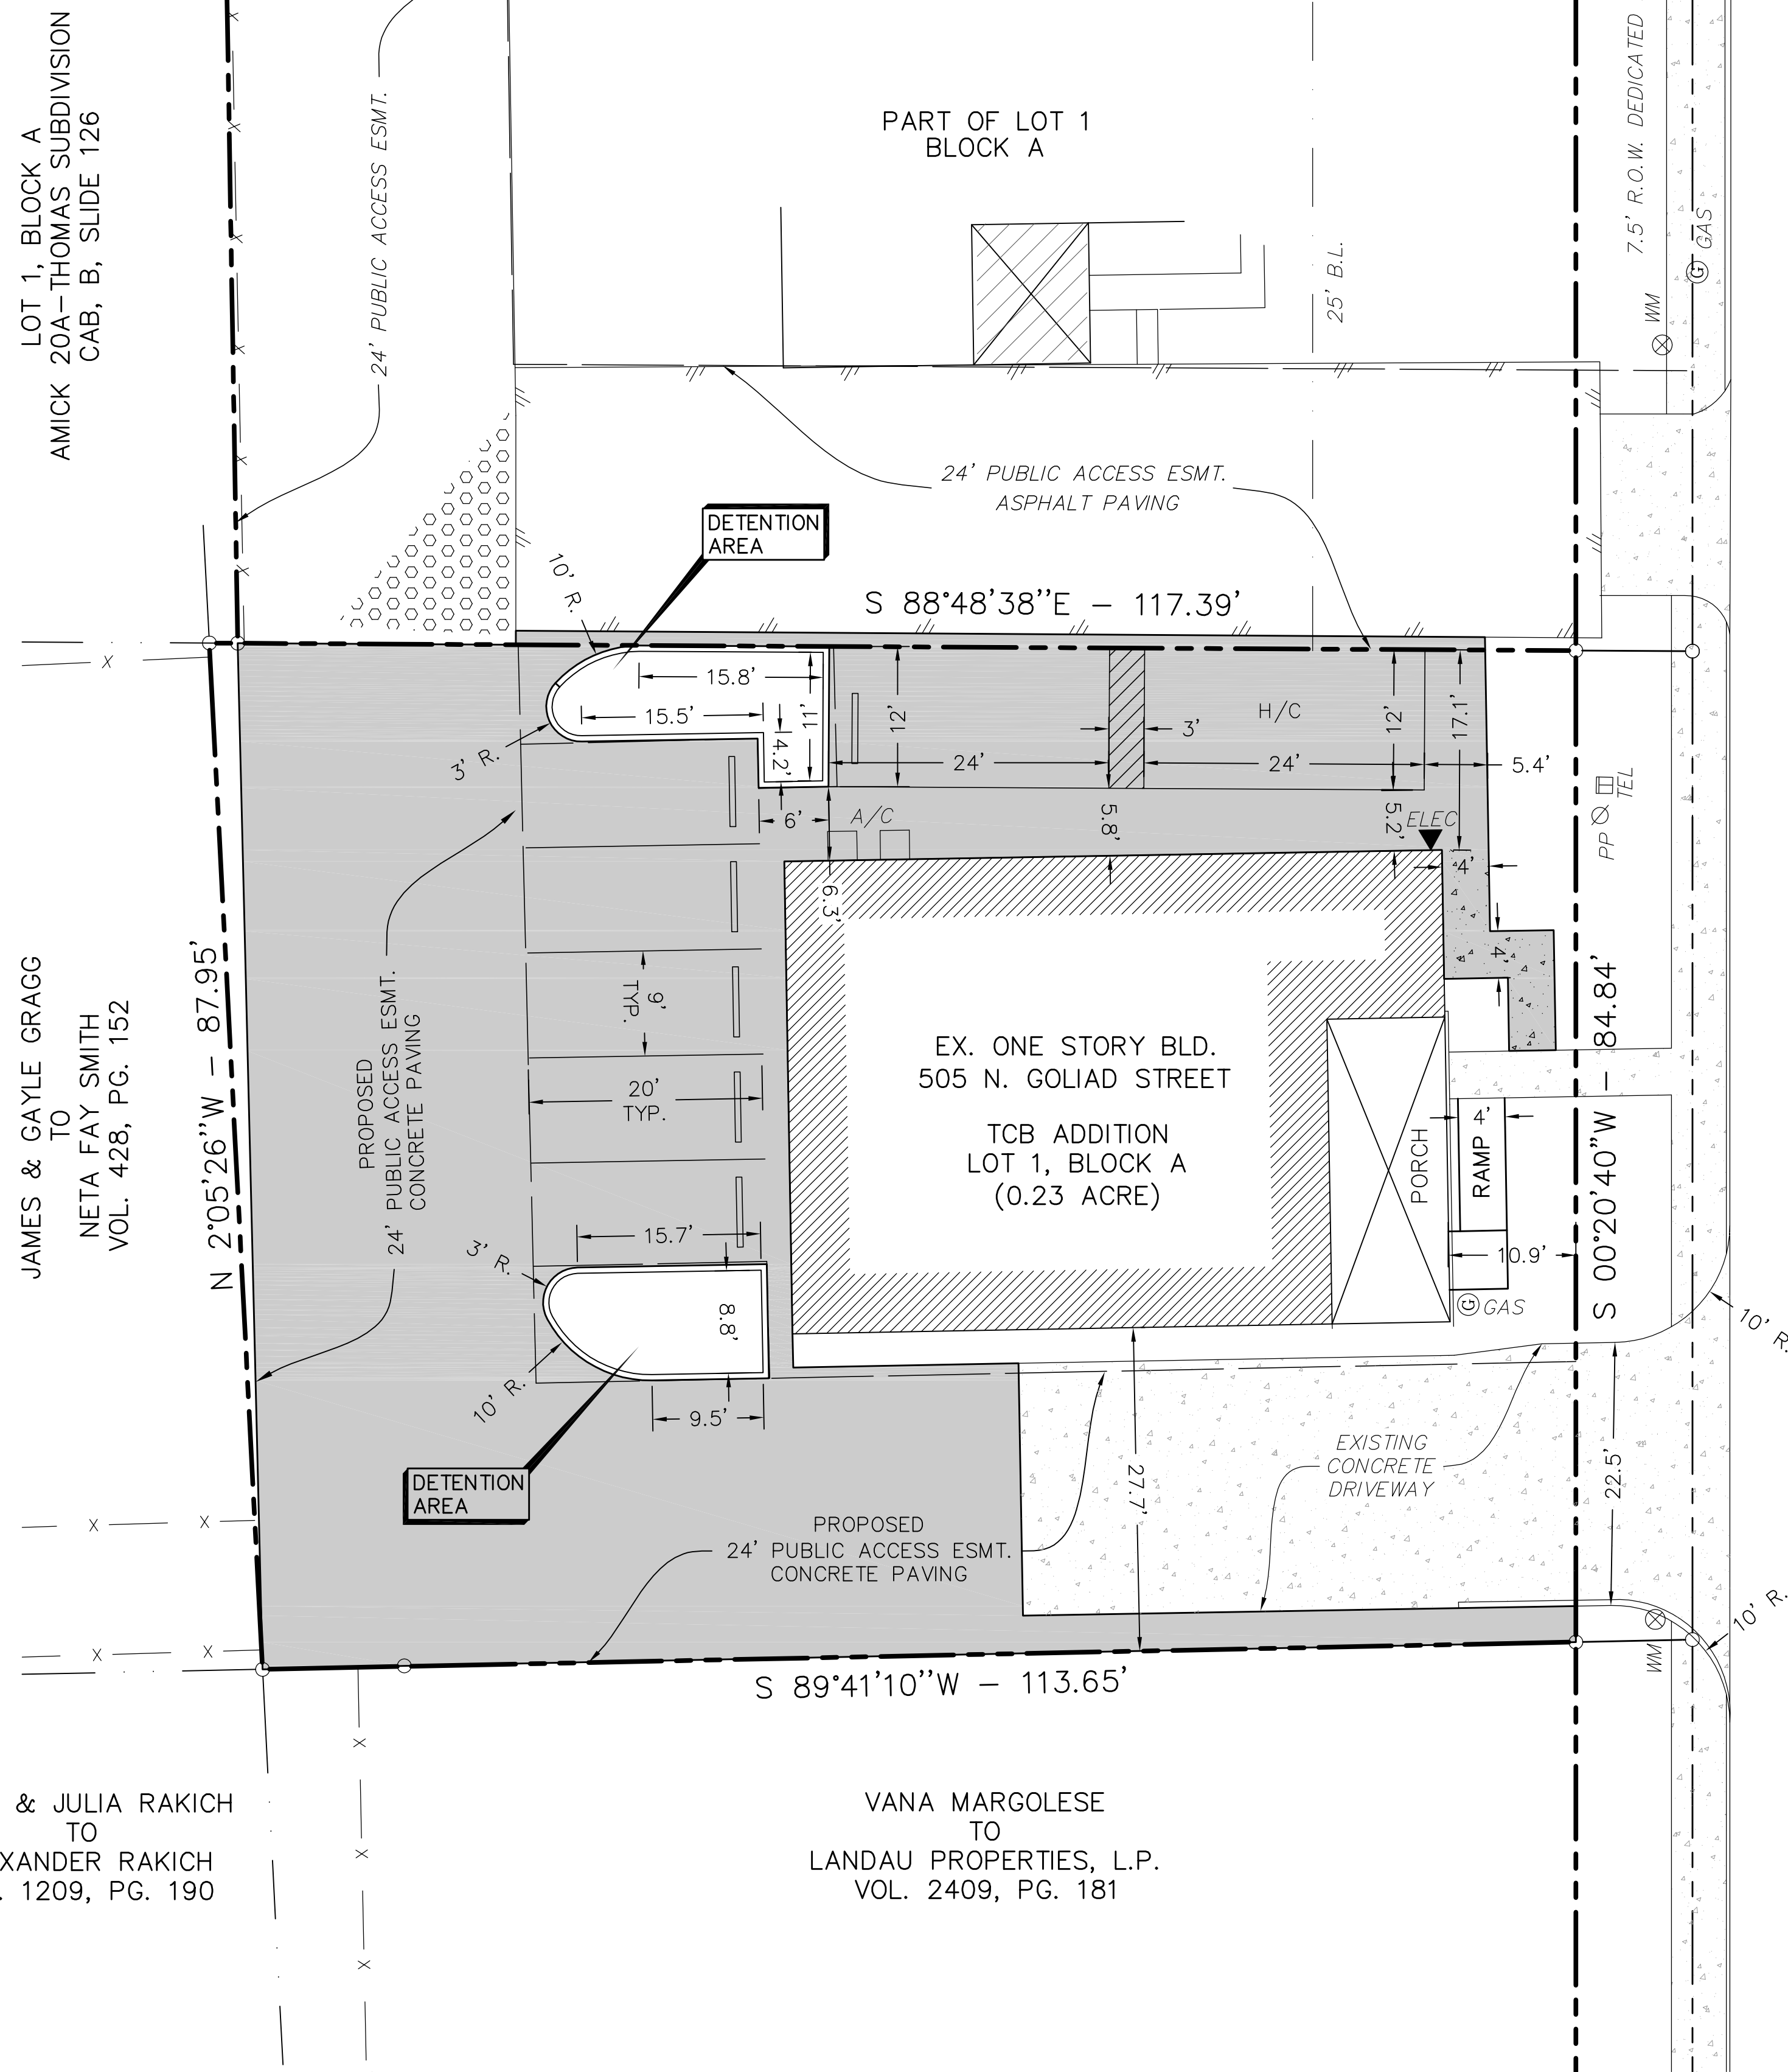 LOT 1, BLOCK A
AMICK 20A-THOMAS SUBDIVISION
CAB, B, SLIDE 126
24' PUBLIC ACCESS ESMT.
PART OF LOT 1
BLOCK A
25' B.L.
7.5' R.O.W. DEDICATED
GAS
G
WM
24' PUBLIC ACCESS ESMT.
ASPHALT PAVING
DETENTION
AREA
10' R.
S 88°48'38"E - 117.39'
15.8'
15.5'
11'
4.2'
3' R.
12'
24'
3'
H/C
24'
12'
17.1'
5.4'
6'
A/C
5.8'
5.2'
ELEC
4'
6.3'
PP
TEL
4'
JAMES & GAYLE GRAGG
TO
NETA FAY SMITH
VOL. 428, PG. 152
N 2°05'26"W - 87.95'
PROPOSED
24' PUBLIC ACCESS ESMT.
CONCRETE PAVING
9'
TYP.
20'
TYP.
EX. ONE STORY BLD.
505 N. GOLIAD STREET
TCB ADDITION
LOT 1, BLOCK A
(0.23 ACRE)
PORCH
RAMP
4'
10.9'
G GAS
S 00°20'40"W - 84.84'
15.7'
3' R.
8.8'
10' R.
9.5'
10' R.
DETENTION
AREA
EXISTING
CONCRETE
DRIVEWAY
27.7'
22.5'
PROPOSED
24' PUBLIC ACCESS ESMT.
CONCRETE PAVING
10' R.
WM
S 89°41'10"W - 113.65'
& JULIA RAKICH
TO
XANDER RAKICH
. 1209, PG. 190
VANA MARGOLESE
TO
LANDAU PROPERTIES, L.P.
VOL. 2409, PG. 181